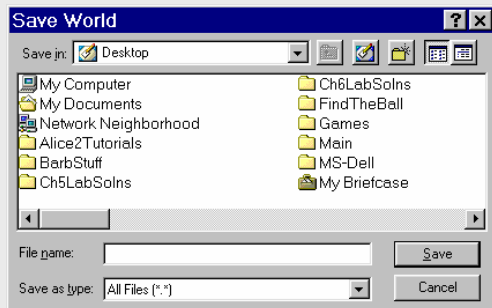 Save World
Save in: Desktop
My Computer
My Documents
Network Neighborhood
Alice2Tutorials
BarbStuff
Ch5LabSolns
Ch6LabSolns
FindTheBall
Games
Main
MS-Dell
My Briefcase
File name:
Save
Save as type: All Files (*.*)
Cancel